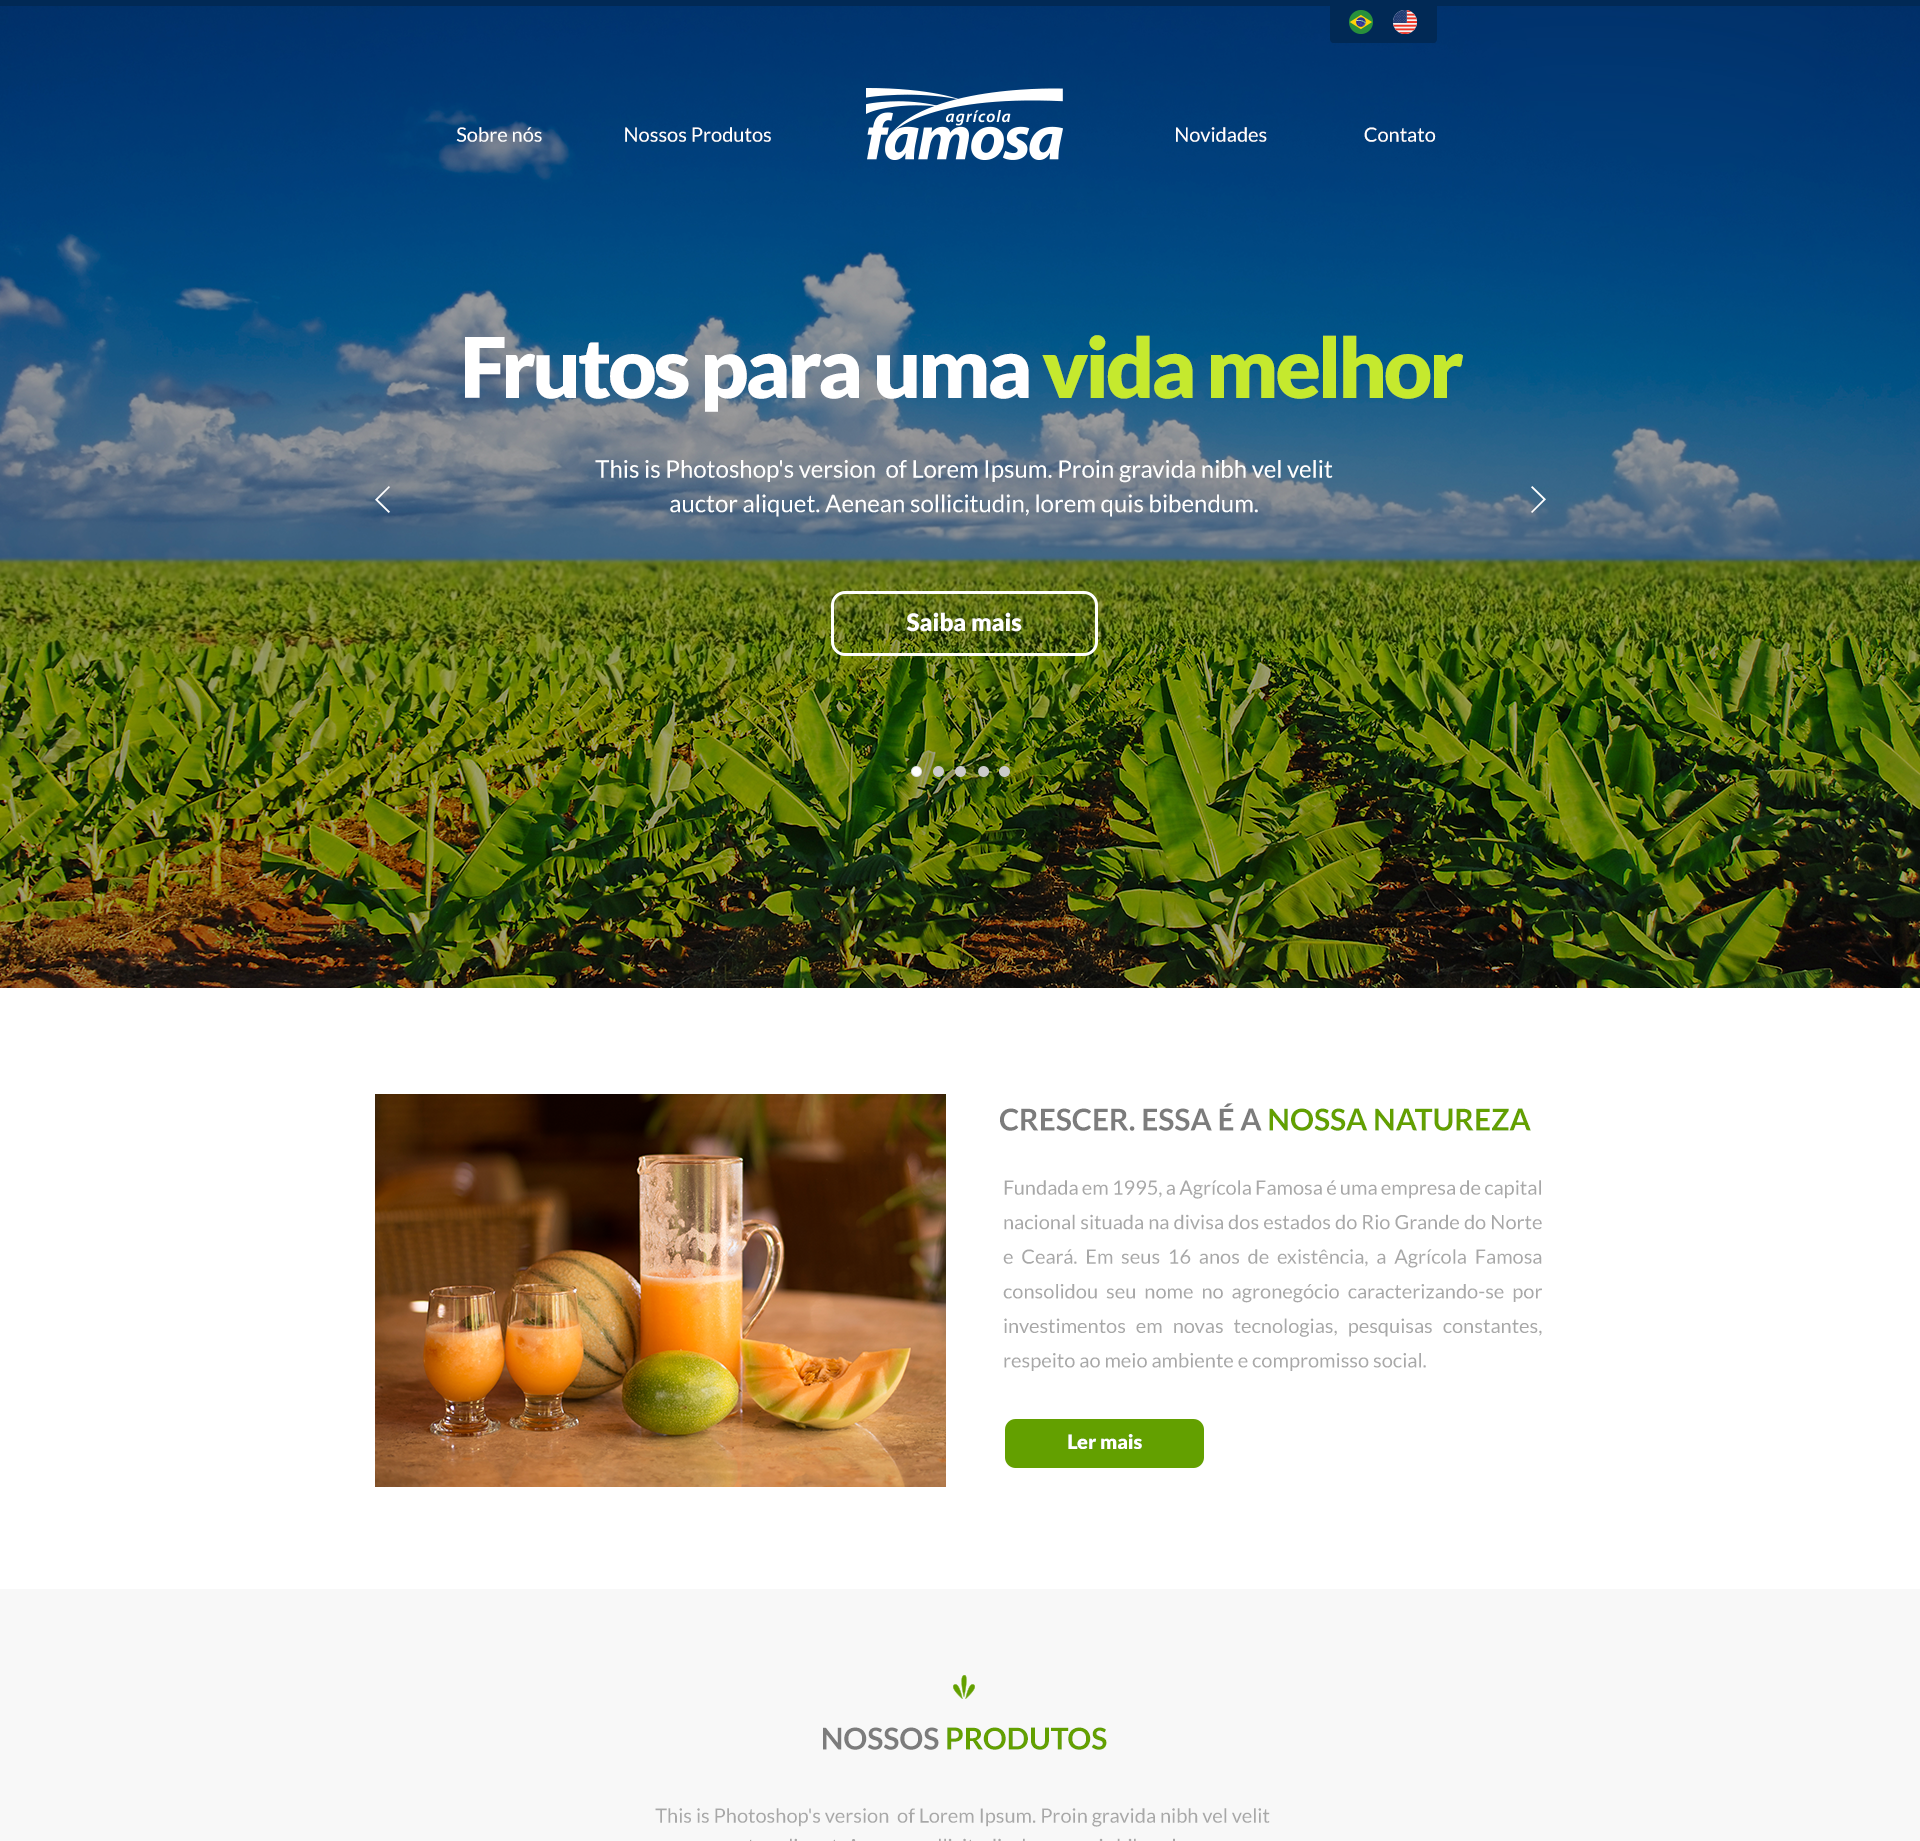 Sobre nós
Nossos Produtos
agrícola
famosa
Novidades
Contato
Frutos para uma vida melhor
This is Photoshop's version  of Lorem Ipsum. Proin gravida nibh vel velit
auctor aliquet. Aenean sollicitudin, lorem quis bibendum.
Saiba mais
CRESCER. ESSA É A NOSSA NATUREZA
Fundada em 1995, a Agrícola Famosa é uma empresa de capital
nacional situada na divisa dos estados do Rio Grande do Norte
e Ceará. Em seus 16 anos de existência, a Agrícola Famosa
consolidou seu nome no agronegócio caracterizando-se por
investimentos em novas tecnologias, pesquisas constantes,
respeito ao meio ambiente e compromisso social.
Ler mais
NOSSOS PRODUTOS
This is Photoshop's version  of Lorem Ipsum. Proin gravida nibh vel velit